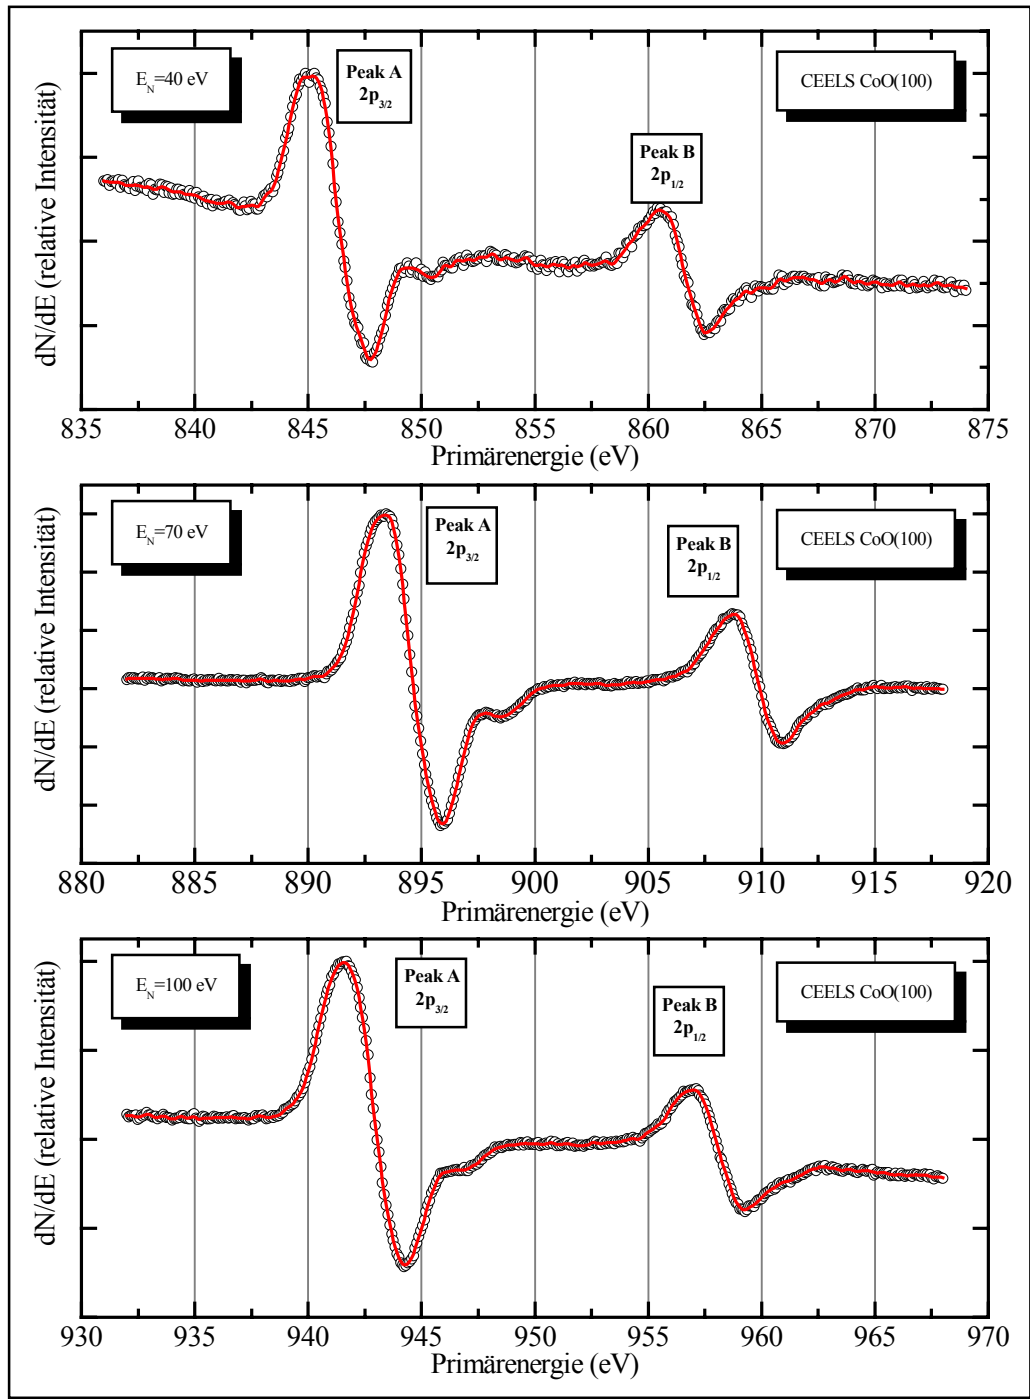 E_N=40 eV
Peak A
2p_3/2
CEELS CoO(100)
Peak B
2p_1/2
dN/dE (relative Intensität)
835 840 845 850 855 860 865 870 875
Primärenergie (eV)
E_N=70 eV
Peak A
2p_3/2
CEELS CoO(100)
Peak B
2p_1/2
dN/dE (relative Intensität)
880 885 890 895 900 905 910 915 920
Primärenergie (eV)
E_N=100 eV
Peak A
2p_3/2
CEELS CoO(100)
Peak B
2p_1/2
dN/dE (relative Intensität)
930 935 940 945 950 955 960 965 970
Primärenergie (eV)